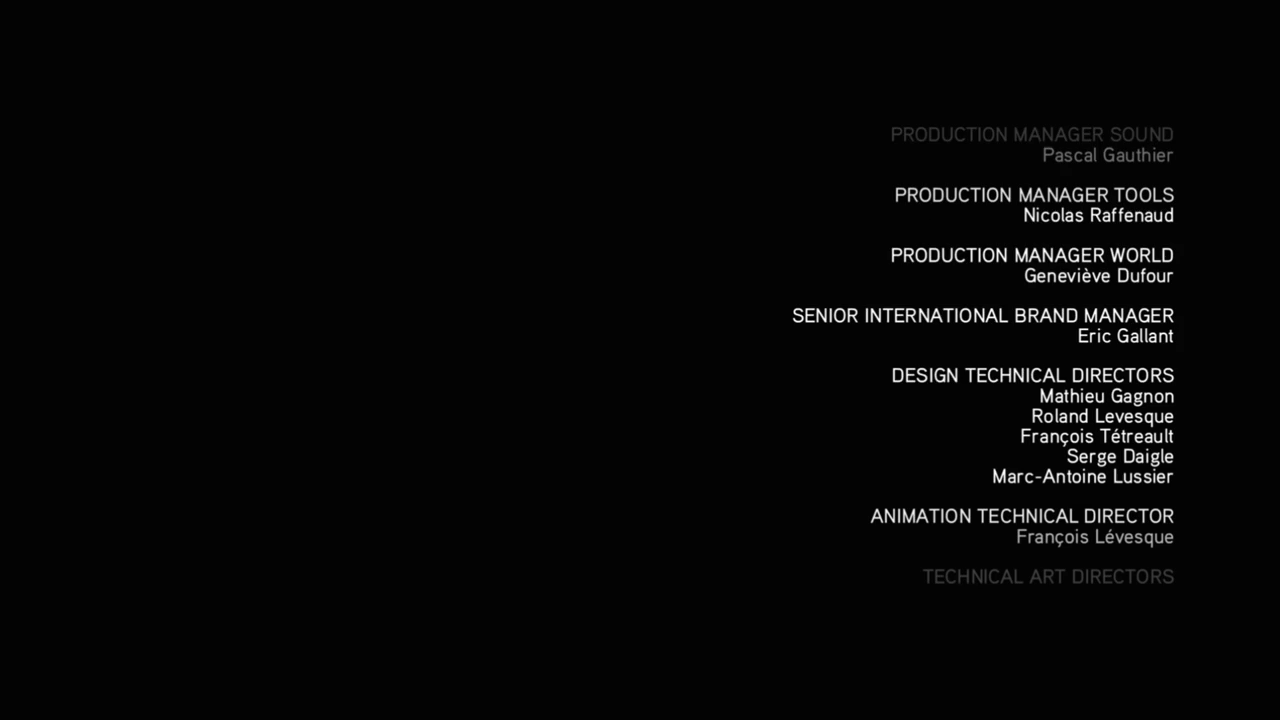 PRODUCTION MANAGER SOUND
Pascal Gauthier
PRODUCTION MANAGER TOOLS
Nicolas Raffenaud
PRODUCTION MANAGER WORLD
Geneviève Dufour
SENIOR INTERNATIONAL BRAND MANAGER
Eric Gallant
DESIGN TECHNICAL DIRECTORS
Mathieu Gagnon
Roland Levesque
François Tétreault
Serge Daigle
Marc-Antoine Lussier
ANIMATION TECHNICAL DIRECTOR
François Lévesque
TECHNICAL ART DIRECTORS